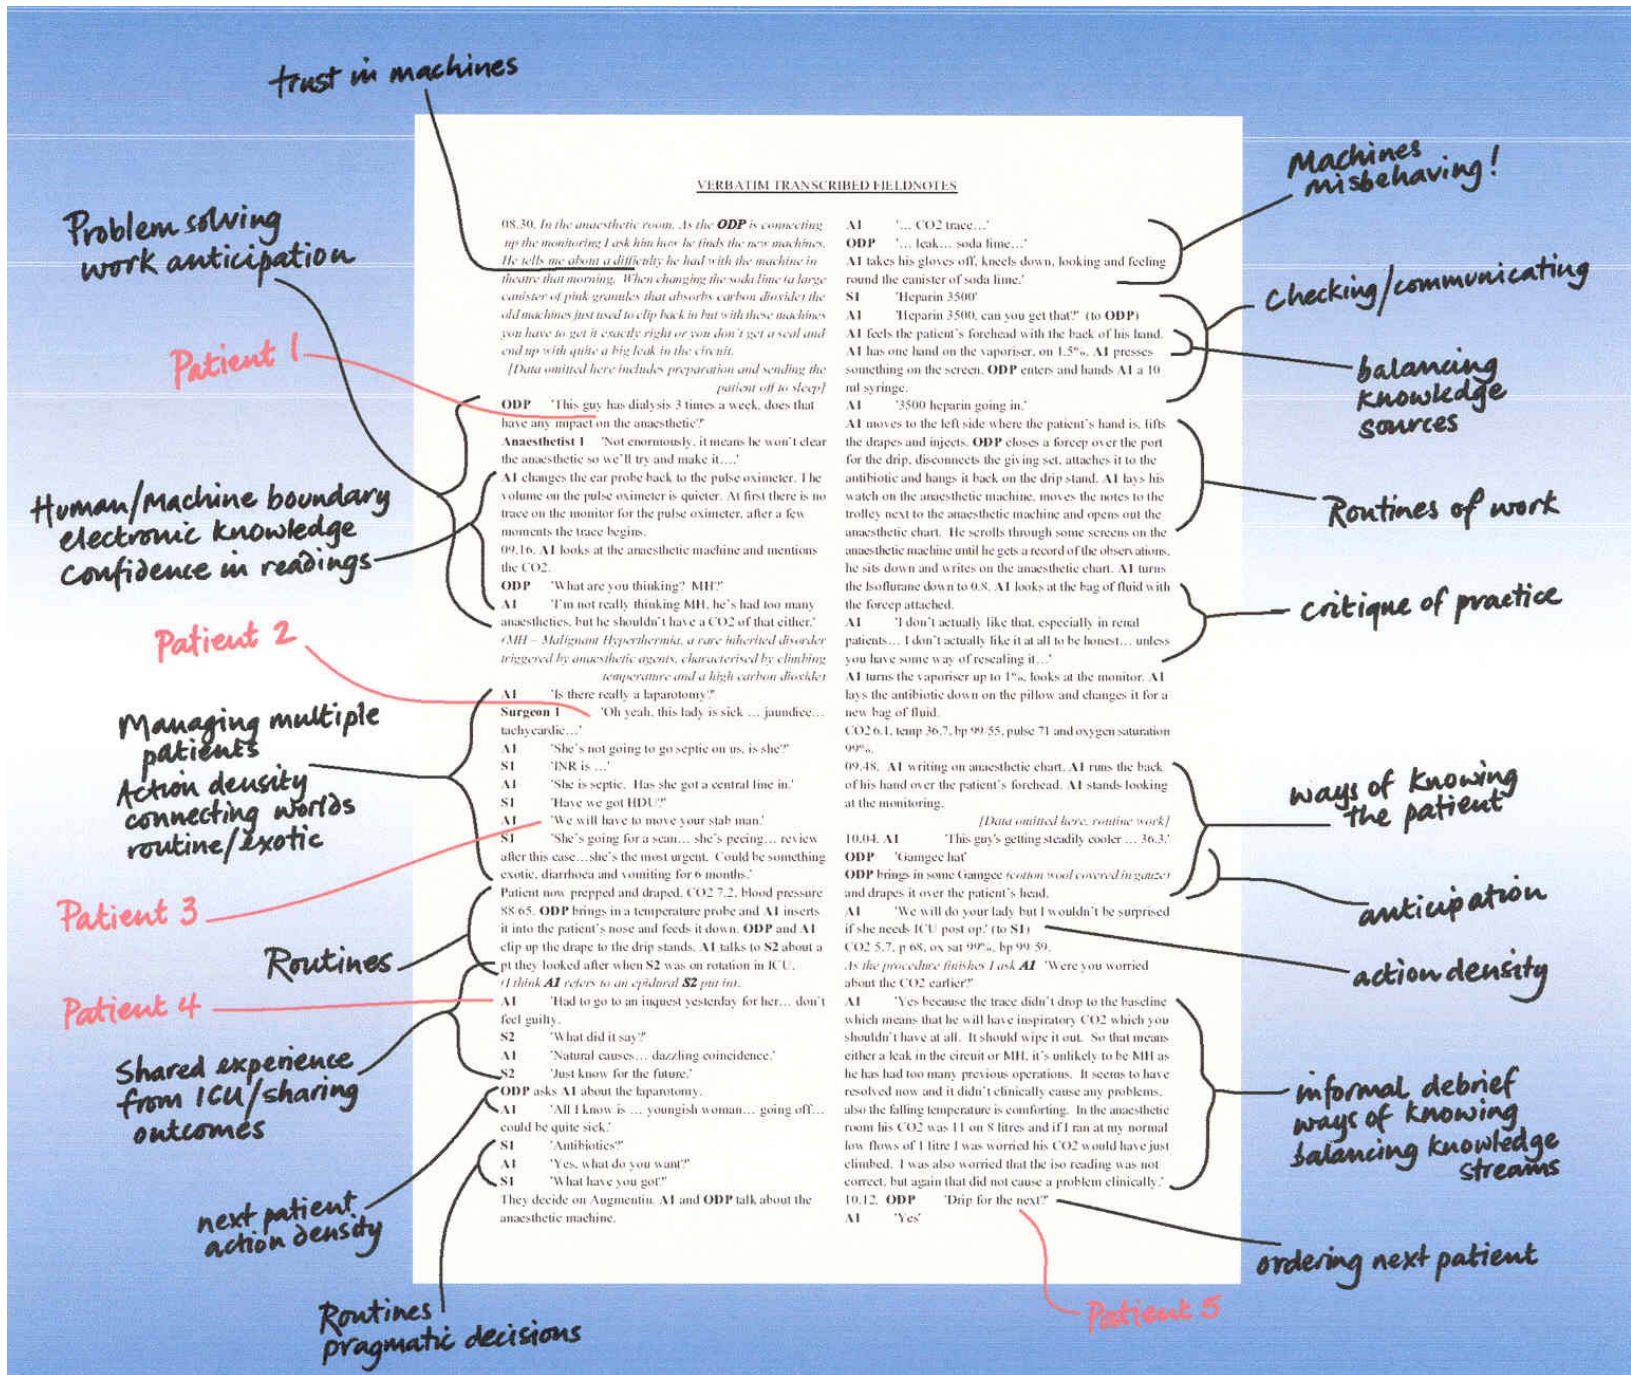 trust in machines
Problem solving
work anticipation
Patient 1
Human/Machine boundary
electronic knowledge
confidence in readings
Patient 2
Managing multiple
patients
Action density
connecting worlds
routine/exotic
Patient 3
Routines
Patient 4
Shared experience
from ICU/sharing
outcomes
next patient
action density
Routines
pragmatic decisions
VERBATIM TRANSCRIBED FIELDNOTES
08.30. In the anaesthetic room. As the ODP is connecting
up the monitoring I ask him how he finds the new machines.
He tells me about a difficulty he had with the machine in
theatre that morning. When changing the soda lime (a large
canister of pink granules that absorbs carbon dioxide) the
old machines just used to clip back in but with these machines
you have to get it exactly right or you don't get a seal and
end up with quite a big leak in the circuit.
[Data omitted here includes preparation and sending the
patient off to sleep]
ODP 'This guy has dialysis 3 times a week, does that
have any impact on the anaesthetic?'
Anaesthetist 1 'Not enormously, it means he won't clear
the anaesthetic so we'll try and make it....'
A1 changes the ear probe back to the pulse oximeter. The
volume on the pulse oximeter is quieter. At first there is no
trace on the monitor for the pulse oximeter, after a few
moments the trace begins.
09.16. A1 looks at the anaesthetic machine and mentions
the CO2.
ODP 'What are you thinking? MH?'
A1 'I'm not really thinking MH, he's had too many
anaesthetics, but he shouldn't have a CO2 of that either.'
(MH – Malignant Hyperthermia, a rare inherited disorder
triggered by anaesthetic agents, characterised by climbing
temperature and a high carbon dioxide)
A1 'Is there really a laparotomy?'
Surgeon 1 'Oh yeah, this lady is sick ... jaundice...
tachycardic...'
A1 'She's not going to go septic on us, is she?'
S1 'INR is ...'
A1 'She is septic. Has she got a central line in.'
S1 'Have we got HDU?'
A1 'We will have to move your stab man.'
S1 'She's going for a scan... she's peeing... review
after this case...she's the most urgent. Could be something
exotic, diarrhoea and vomiting for 6 months.'
Patient now prepped and draped. CO2 7.2, blood pressure
88/65. ODP brings in a temperature probe and A1 inserts
it into the patient's nose and feeds it down. ODP and A1
clip up the drape to the drip stands. A1 talks to S2 about a
pt they looked after when S2 was on rotation in ICU.
(I think A1 refers to an epidural S2 put in).
A1 'Had to go to an inquest yesterday for her... don't
feel guilty.
S2 'What did it say?'
A1 'Natural causes... dazzling coincidence.'
S2 'Just know for the future.'
ODP asks A1 about the laparotomy.
A1 'All I know is ... youngish woman... going off...
could be quite sick.'
S1 'Antibiotics?'
A1 'Yes, what do you want?'
S1 'What have you got?'
They decide on Augmentin. A1 and ODP talk about the
anaesthetic machine.
A1 '... CO2 trace...'
ODP '... leak... soda lime...'
A1 takes his gloves off, kneels down, looking and feeling
round the canister of soda lime.'
S1 'Heparin 3500'
A1 'Heparin 3500, can you get that?' (to ODP)
A1 feels the patient's forehead with the back of his hand.
A1 has one hand on the vaporiser, on 1.5%. A1 presses
something on the screen. ODP enters and hands A1 a 10
ml syringe.
A1 '3500 heparin going in.'
A1 moves to the left side where the patient's hand is, lifts
the drapes and injects. ODP closes a forcep over the port
for the drip, disconnects the giving set, attaches it to the
antibiotic and hangs it back on the drip stand. A1 lays his
watch on the anaesthetic machine, moves the notes to the
trolley next to the anaesthetic machine and opens out the
anaesthetic chart. He scrolls through some screens on the
anaesthetic machine until he gets a record of the observations,
he sits down and writes on the anaesthetic chart. A1 turns
the Isoflurane down to 0.8. A1 looks at the bag of fluid with
the forcep attached.
A1 'I don't actually like that, especially in renal
patients... I don't actually like it at all to be honest... unless
you have some way of resealing it...'
A1 turns the vaporiser up to 1%, looks at the monitor. A1
lays the antibiotic down on the pillow and changes it for a
new bag of fluid.
CO2 6.1, temp 36.7, bp 99/55, pulse 71 and oxygen saturation
99%.
09.48. A1 writing on anaesthetic chart. A1 runs the back
of his hand over the patient's forehead. A1 stands looking
at the monitoring.
[Data omitted here, routine work]
10.04. A1 'This guy's getting steadily cooler ... 36.3.'
ODP 'Gamgee hat'
ODP brings in some Gamgee (cotton wool covered in gauze)
and drapes it over the patient's head.
A1 'We will do your lady but I wouldn't be surprised
if she needs ICU post op.' (to S1)
CO2 5.7, p 68, ox sat 99%, bp 99/59.
As the procedure finishes I ask A1 'Were you worried
about the CO2 earlier?'
A1 'Yes because the trace didn't drop to the baseline
which means that he will have inspiratory CO2 which you
shouldn't have at all. It should wipe it out. So that means
either a leak in the circuit or MH, it's unlikely to be MH as
he has had too many previous operations. It seems to have
resolved now and it didn't clinically cause any problems,
also the falling temperature is comforting. In the anaesthetic
room his CO2 was 11 on 8 litres and if I ran at my normal
low flows of 1 litre I was worried his CO2 would have just
climbed. I was also worried that the iso reading was not
correct, but again that did not cause a problem clinically.'
10.12. ODP 'Drip for the next?'
A1 'Yes'
Machines
misbehaving!
Checking/communicating
balancing
knowledge
sources
Routines of work
critique of practice
ways of knowing
the patient
anticipation
action density
informal debrief
ways of knowing
balancing knowledge
streams
ordering next patient
Patient 5